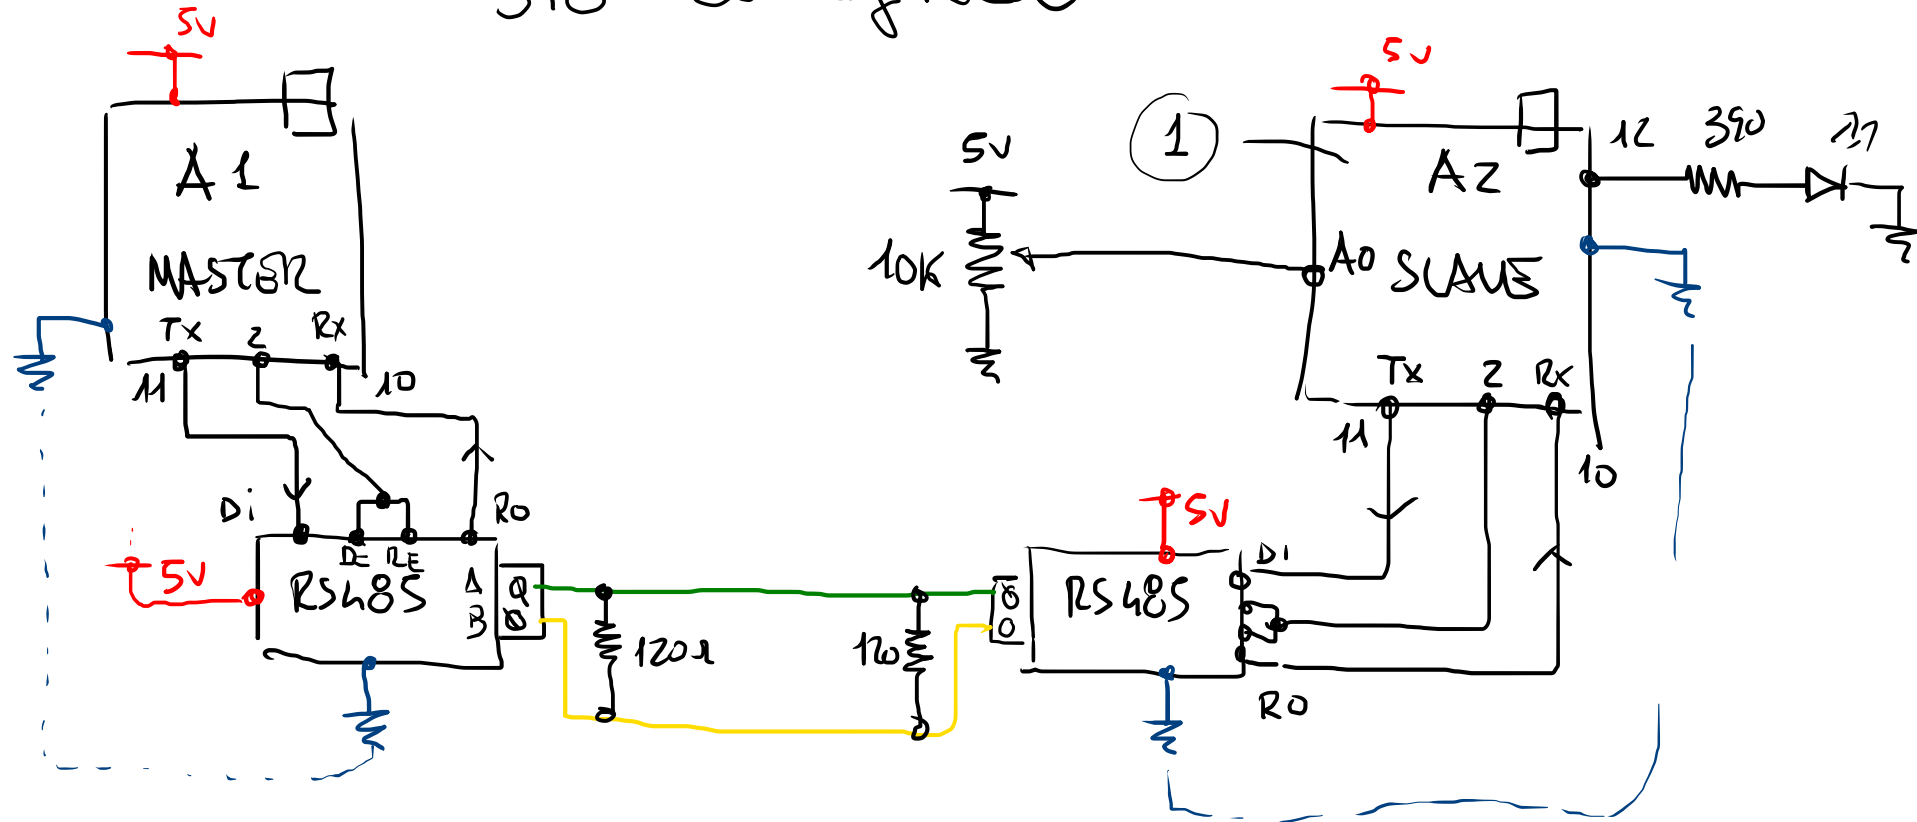 5V
A1
MASTER
Tx 2 Rx
11 10
Di RO
DE RE
5V
RS485
A
B
120Ω
120
5V
10K
1
5V
A2
A0
SLAVE
12 390
Tx 2 Rx
11
10
5V
DI
RS485
RO